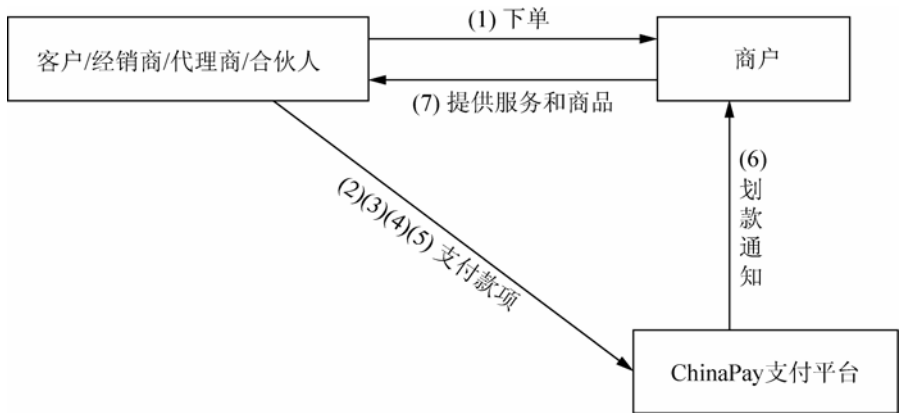 (1) 下单
客户/经销商/代理商/合伙人
商户
(7) 提供服务和商品
(2)(3)(4)(5) 支付款项
(6)
划
款
通
知
ChinaPay支付平台